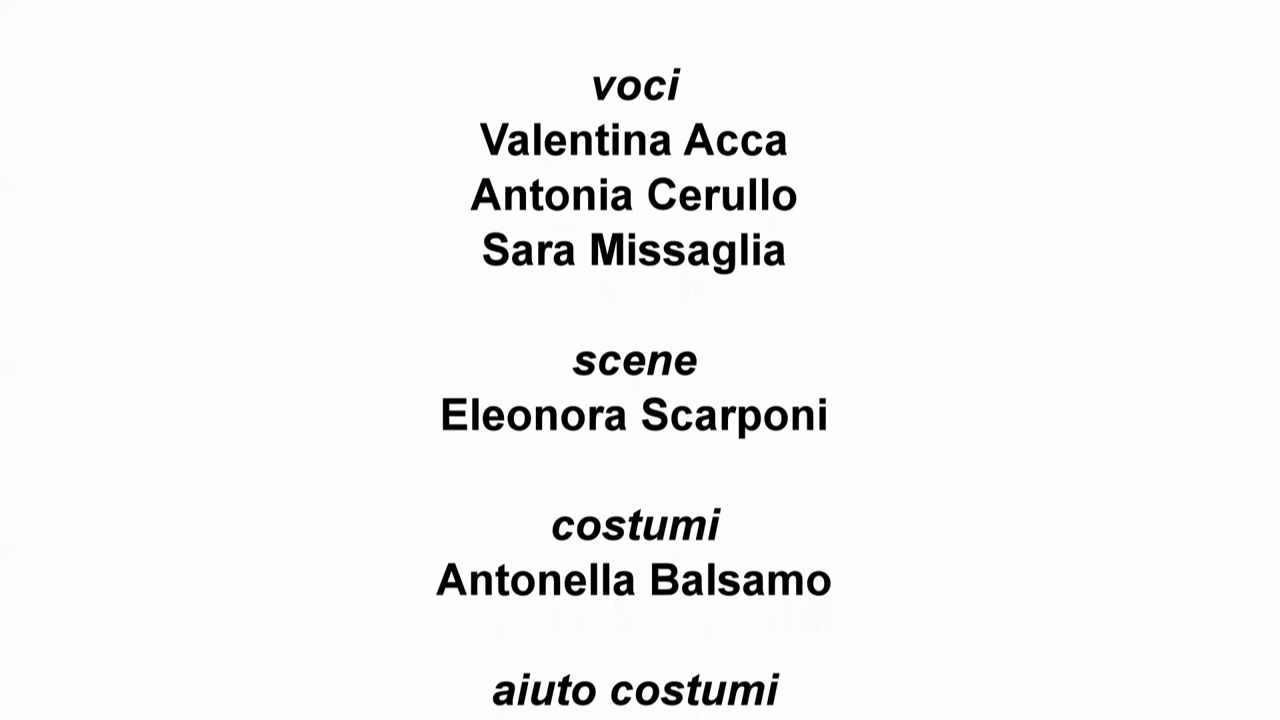 voci
Valentina Acca
Antonia Cerullo
Sara Missaglia
scene
Eleonora Scarponi
costumi
Antonella Balsamo
aiuto costumi